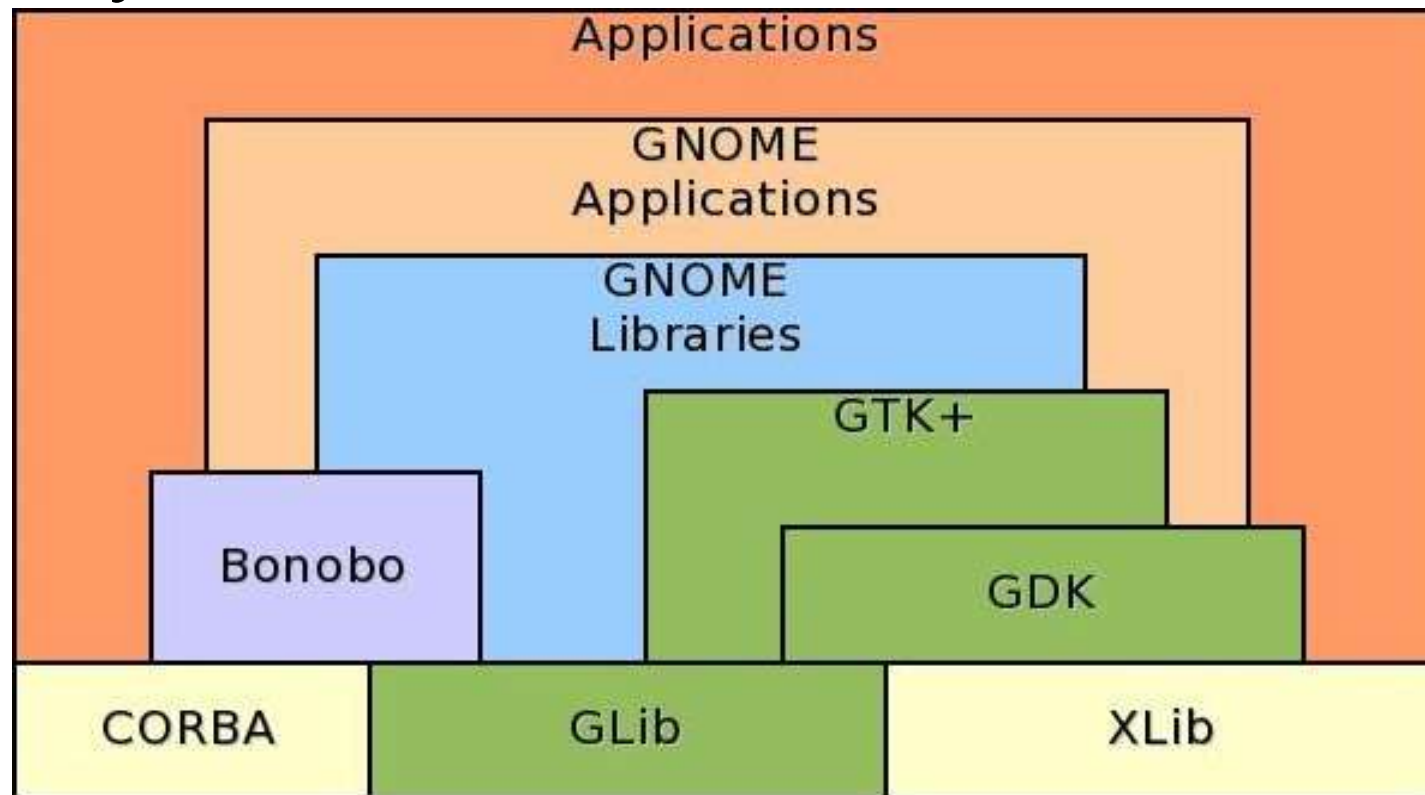 Applications
GNOME
Applications
GNOME
Libraries
GTK+
Bonobo
GDK
CORBA
GLib
XLib